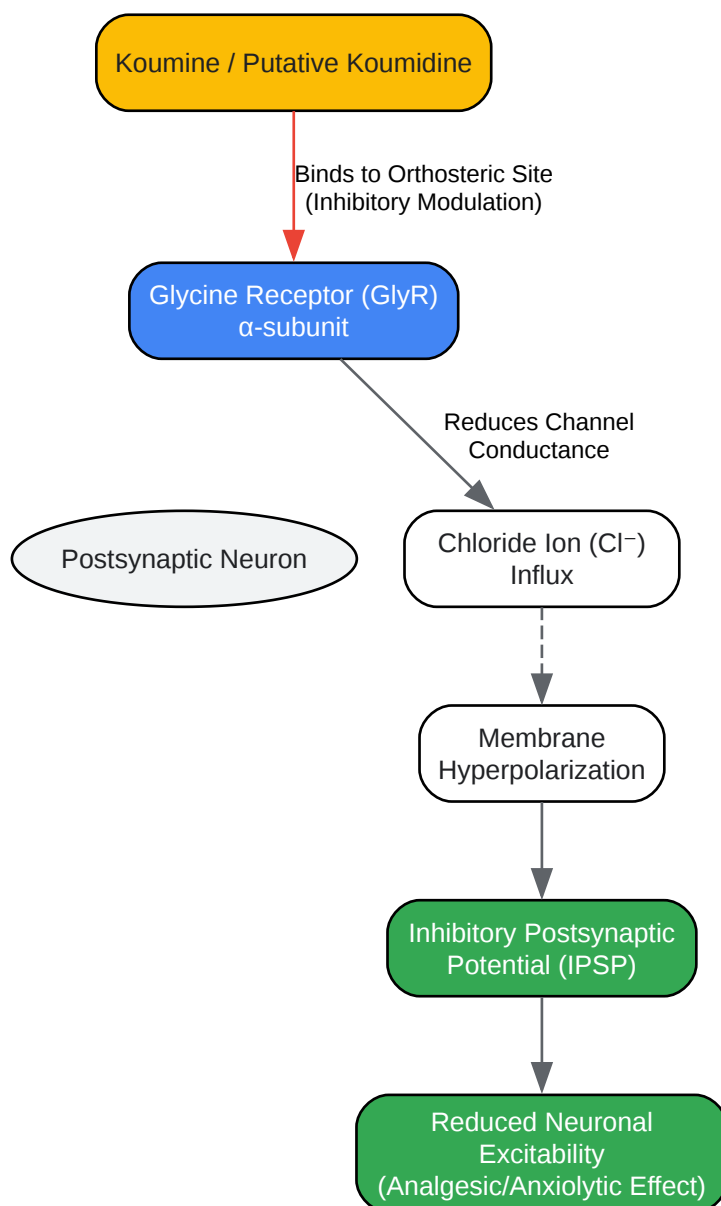 Koumine / Putative Koumidine
Binds to Orthosteric Site
(Inhibitory Modulation)
Glycine Receptor (GlyR)
α-subunit
Reduces Channel
Conductance
Postsynaptic Neuron
Chloride Ion (Cl⁻)
Influx
Membrane
Hyperpolarization
Inhibitory Postsynaptic
Potential (IPSP)
Reduced Neuronal
Excitability
(Analgesic/Anxiolytic Effect)